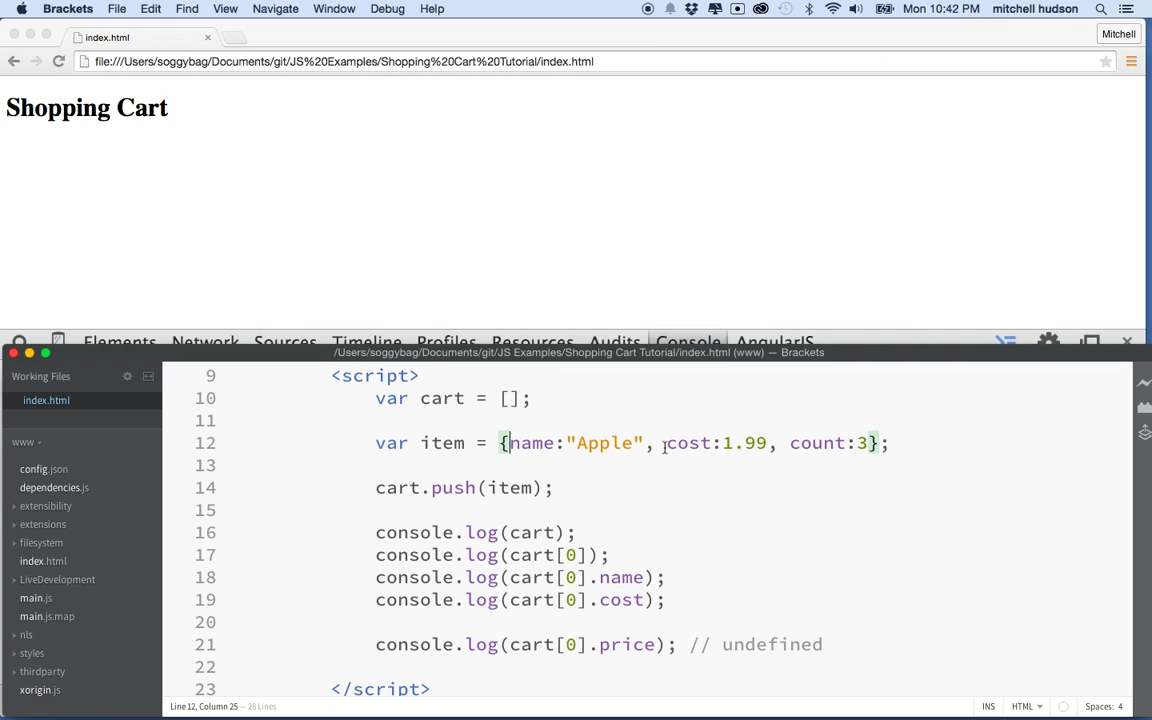 Brackets File Edit Find View Navigate Window Debug Help Mon 10:42 PM mitchell hudson
index.html × Mitchell
file:///Users/soggybag/Documents/git/JS%20Examples/Shopping%20Cart%20Tutorial/index.html
Shopping Cart
Elements Network Sources Timeline Profiles Resources Audits Console AngularJS
/Users/soggybag/Documents/git/JS Examples/Shopping Cart Tutorial/index.html (www) — Brackets
Working Files
index.html
www
config.json
dependencies.js
extensibility
extensions
filesystem
index.html
LiveDevelopment
main.js
main.js.map
nls
styles
thirdparty
xorigin.js
9 <script>
10 var cart = [];
11
12 var item = {name:"Apple", cost:1.99, count:3};
13
14 cart.push(item);
15
16 console.log(cart);
17 console.log(cart[0]);
18 console.log(cart[0].name);
19 console.log(cart[0].cost);
20
21 console.log(cart[0].price); // undefined
22
23 </script>
Line 12, Column 25 — 28 Lines INS HTML Spaces: 4